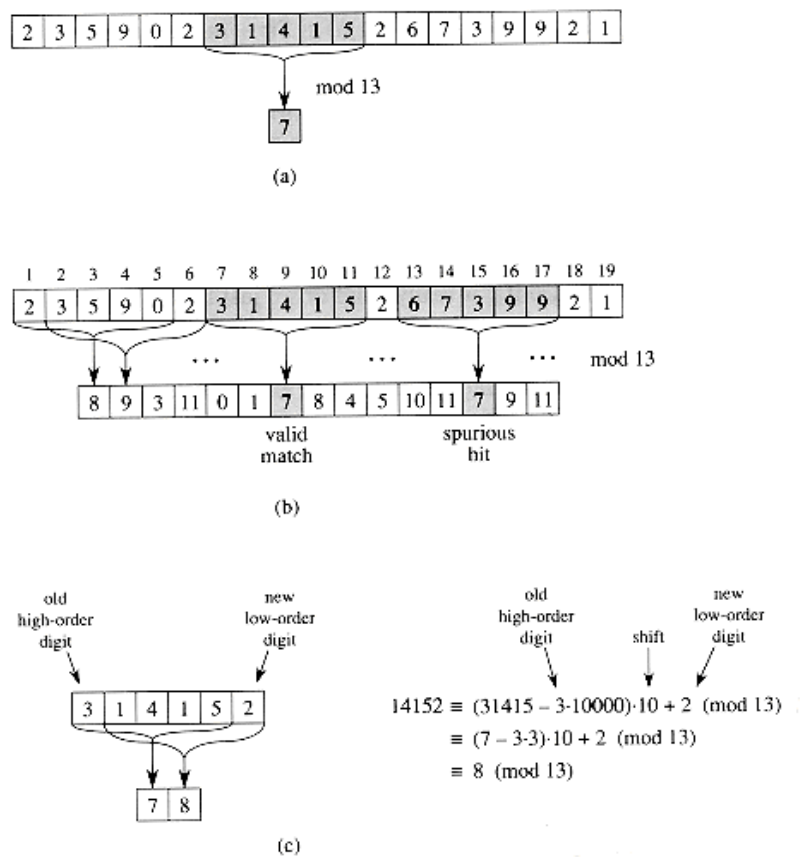 2 3 5 9 0 2 3 1 4 1 5 2 6 7 3 9 9 2 1
mod 13
7
(a)
1 2 3 4 5 6 7 8 9 10 11 12 13 14 15 16 17 18 19
2 3 5 9 0 2 3 1 4 1 5 2 6 7 3 9 9 2 1
... ... ... mod 13
8 9 3 11 0 1 7 8 4 5 10 11 7 9 11
valid match
spurious hit
(b)
old high-order digit
new low-order digit
3 1 4 1 5 2
7 8
old high-order digit
shift
new low-order digit
14152 ≡ (31415 – 3·10000)·10 + 2 (mod 13)
≡ (7 – 3·3)·10 + 2 (mod 13)
≡ 8 (mod 13)
(c)